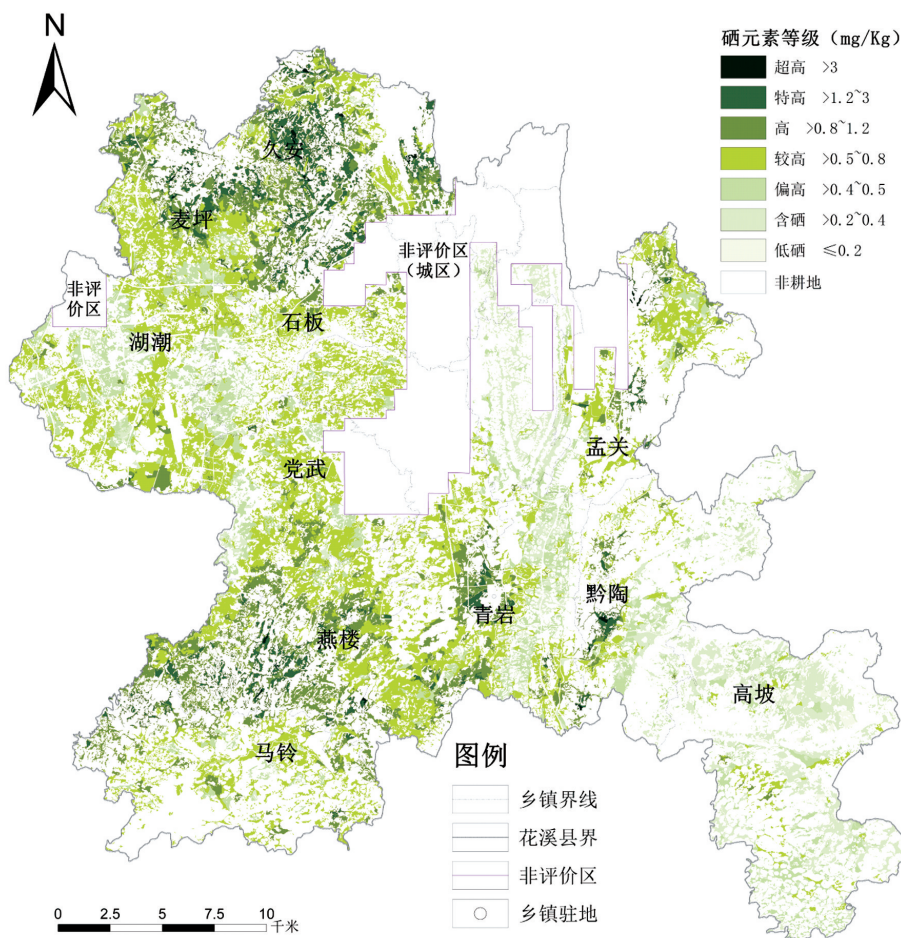 N
硒元素等级（mg/Kg）
超高 >3
特高 >1.2~3
高 >0.8~1.2
较高 >0.5~0.8
偏高 >0.4~0.5
含硒 >0.2~0.4
低硒 ≤0.2
非耕地
久安
麦坪
非评价区
（城区）
非评
价区
石板
湖潮
孟关
党武
黔陶
青岩
燕楼
高坡
马铃
图例
乡镇界线
花溪县界
非评价区
乡镇驻地
0 2.5 5 7.5 10
千米